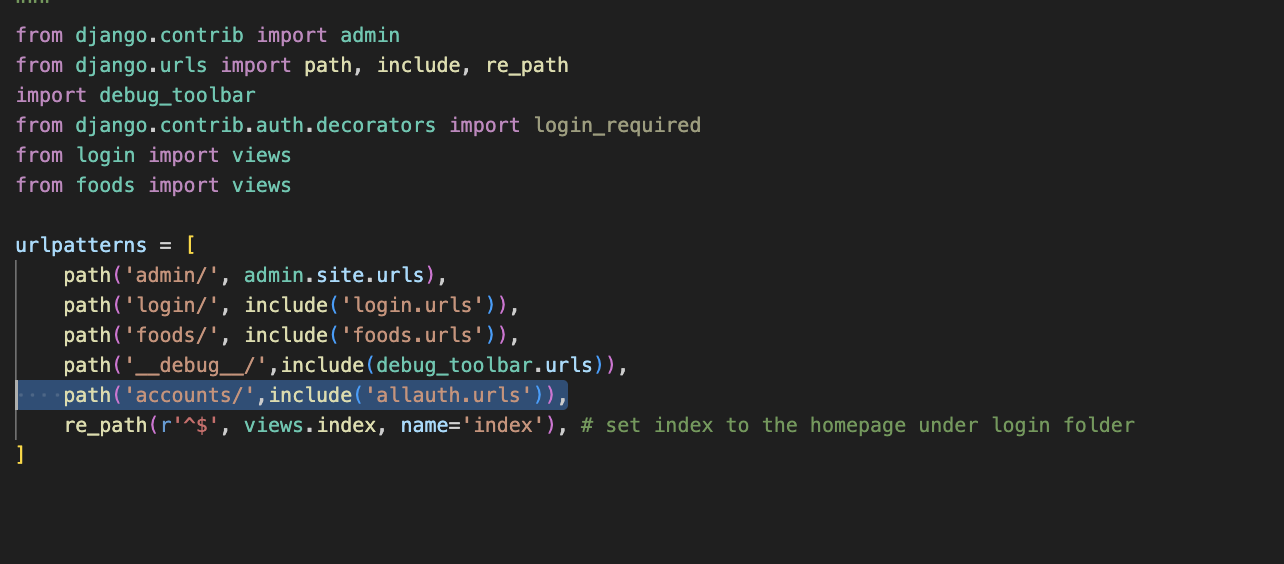 """
from django.contrib import admin
from django.urls import path, include, re_path
import debug_toolbar
from django.contrib.auth.decorators import login_required
from login import views
from foods import views
urlpatterns = [
    path('admin/', admin.site.urls),
    path('login/', include('login.urls')),
    path('foods/', include('foods.urls')),
    path('__debug__/',include(debug_toolbar.urls)),
    path('accounts/',include('allauth.urls')),
    re_path(r'^$', views.index, name='index'), # set index to the homepage under login folder
]